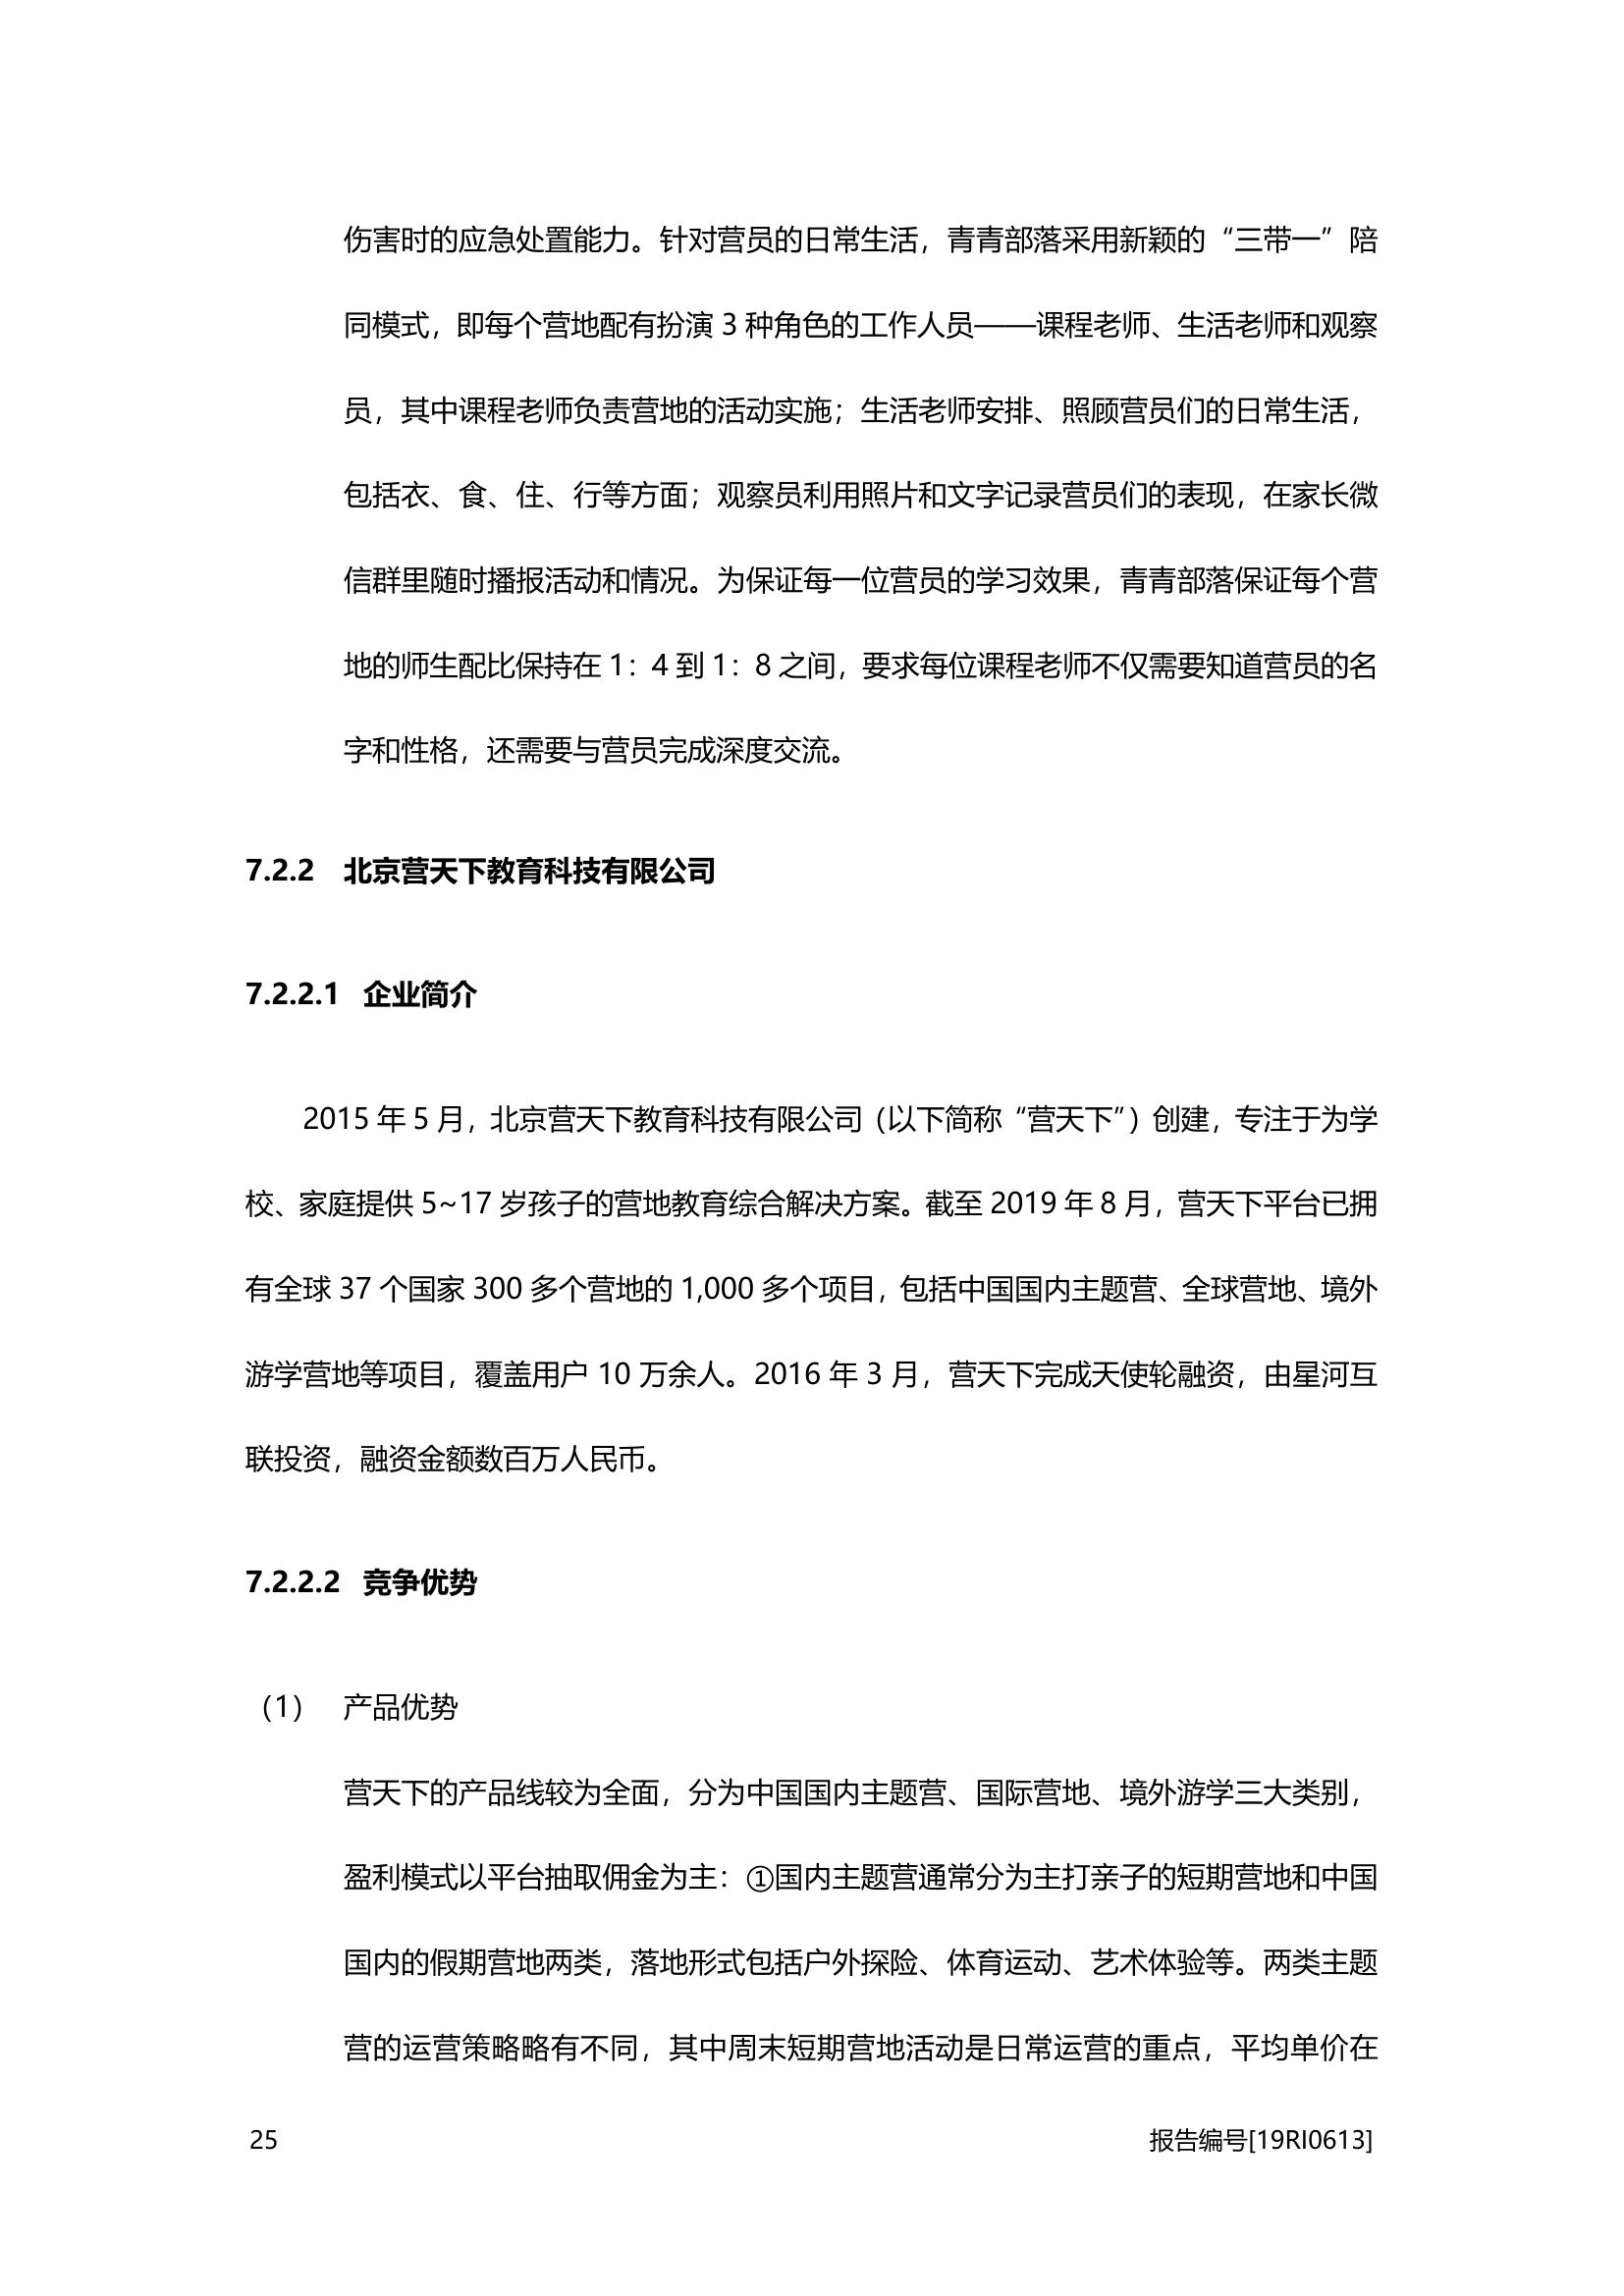 伤害时的应急处置能力。针对营员的日常生活，青青部落采用新颖的“三带一”陪
同模式，即每个营地配有扮演 3 种角色的工作人员——课程老师、生活老师和观察
员，其中课程老师负责营地的活动实施；生活老师安排、照顾营员们的日常生活，
包括衣、食、住、行等方面；观察员利用照片和文字记录营员们的表现，在家长微
信群里随时播报活动和情况。为保证每一位营员的学习效果，青青部落保证每个营
地的师生配比保持在 1：4 到 1：8 之间，要求每位课程老师不仅需要知道营员的名
字和性格，还需要与营员完成深度交流。
7.2.2 北京营天下教育科技有限公司
7.2.2.1 企业简介
2015 年 5 月，北京营天下教育科技有限公司（以下简称“营天下”）创建，专注于为学
校、家庭提供 5~17 岁孩子的营地教育综合解决方案。截至 2019 年 8 月，营天下平台已拥
有全球 37 个国家 300 多个营地的 1,000 多个项目，包括中国国内主题营、全球营地、境外
游学营地等项目，覆盖用户 10 万余人。2016 年 3 月，营天下完成天使轮融资，由星河互
联投资，融资金额数百万人民币。
7.2.2.2 竞争优势
（1） 产品优势
营天下的产品线较为全面，分为中国国内主题营、国际营地、境外游学三大类别，
盈利模式以平台抽取佣金为主：①国内主题营通常分为主打亲子的短期营地和中国
国内的假期营地两类，落地形式包括户外探险、体育运动、艺术体验等。两类主题
营的运营策略略有不同，其中周末短期营地活动是日常运营的重点，平均单价在
25 报告编号[19RI0613]